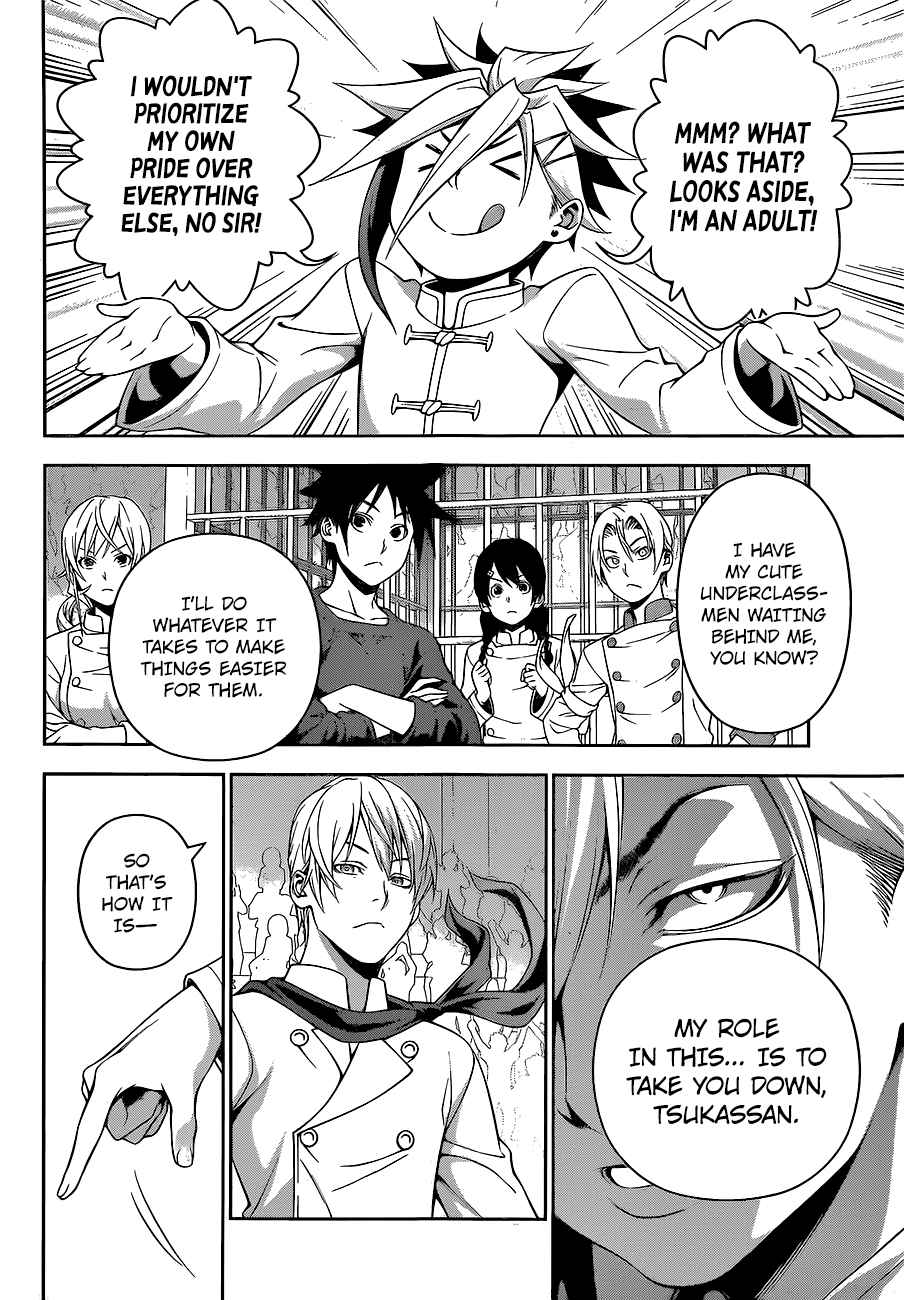 MMM? WHAT
WAS THAT?
LOOKS ASIDE,
I'M AN ADULT!
I WOULDN'T
PRIORITIZE
MY OWN
PRIDE OVER
EVERYTHING
ELSE, NO SIR!
I HAVE
MY CUTE
UNDERCLASS-
MEN WAITING
BEHIND ME,
YOU KNOW?
I'LL DO
WHATEVER IT
TAKES TO MAKE
THINGS EASIER
FOR THEM.
MY ROLE
IN THIS... IS TO
TAKE YOU DOWN,
TSUKASSAN.
SO
THAT'S
HOW IT
IS—